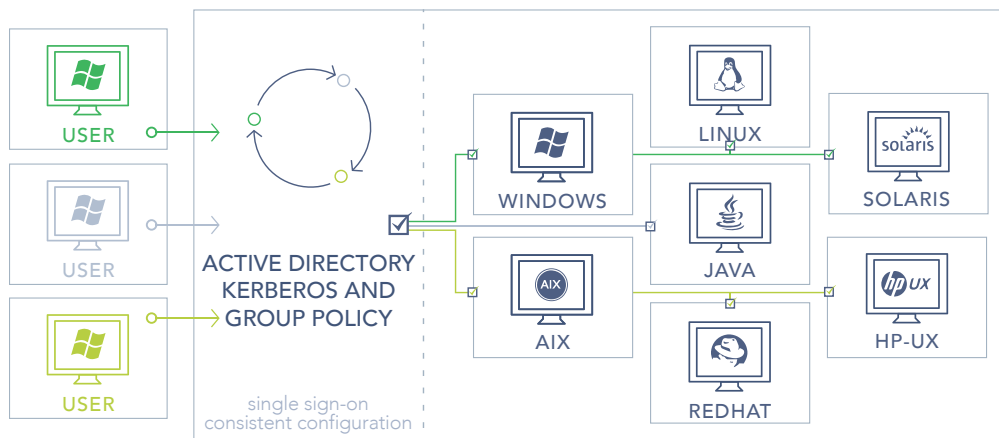 USER
USER
USER
ACTIVE DIRECTORY
KERBEROS AND
GROUP POLICY
single sign-on
consistent configuration
WINDOWS
AIX
AIX
LINUX
Java
JAVA
REDHAT
solaris
SOLARIS
hp UX
HP-UX